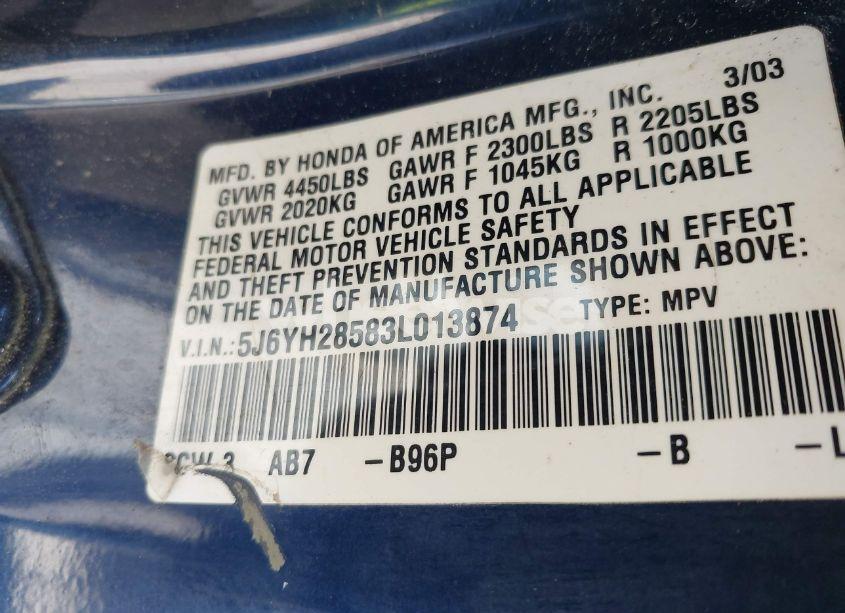 MFD. BY HONDA OF AMERICA MFG., INC. 3/03
GVWR 4450LBS GAWR F 2300LBS R 2205LBS
GVWR 2020KG GAWR F 1045KG R 1000KG
THIS VEHICLE CONFORMS TO ALL APPLICABLE
FEDERAL MOTOR VEHICLE SAFETY
AND THEFT PREVENTION STANDARDS IN EFFECT
ON THE DATE OF MANUFACTURE SHOWN ABOVE:
V.I.N.:5J6YH28583L013874 TYPE: MPV
AB7 -B96P -B -L